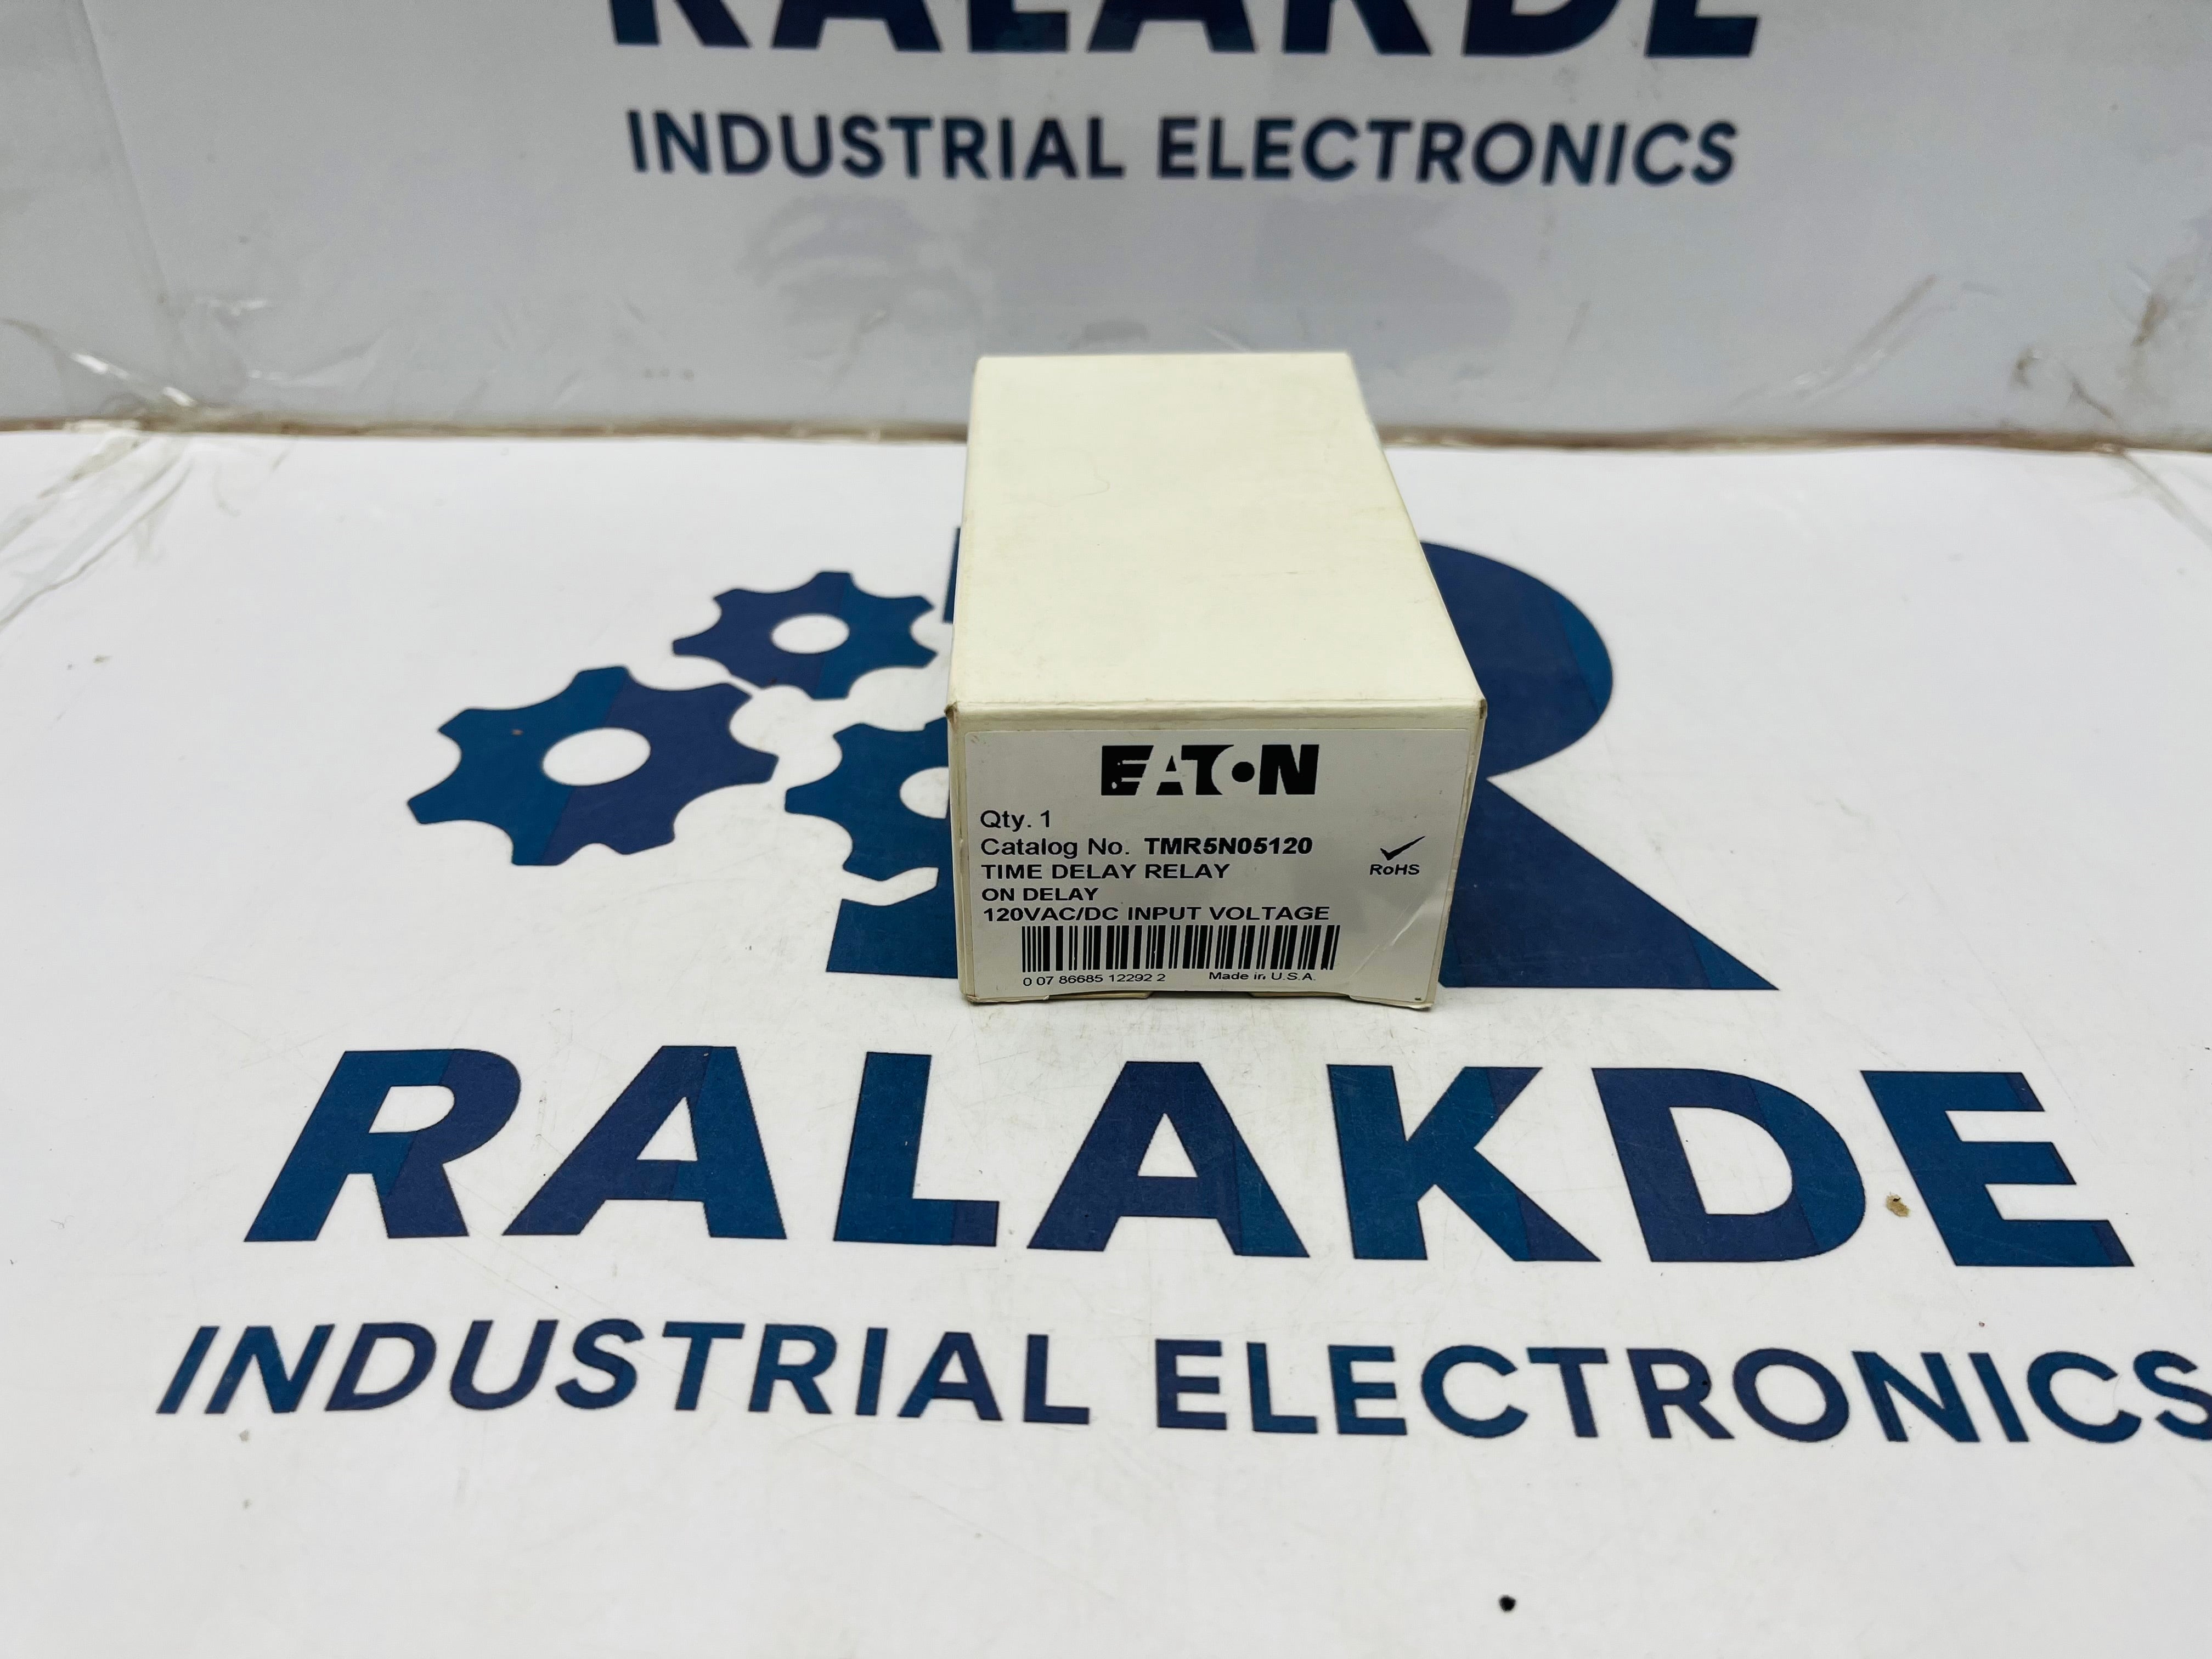 RALAKDE
INDUSTRIAL ELECTRONICS
EATON
Qty. 1
Catalog No. TMR5N05120
TIME DELAY RELAY
ON DELAY
120VAC/DC INPUT VOLTAGE
RoHS
0 07 86685 12292 2 Made in U.S.A.
R
RALAKDE
INDUSTRIAL ELECTRONICS